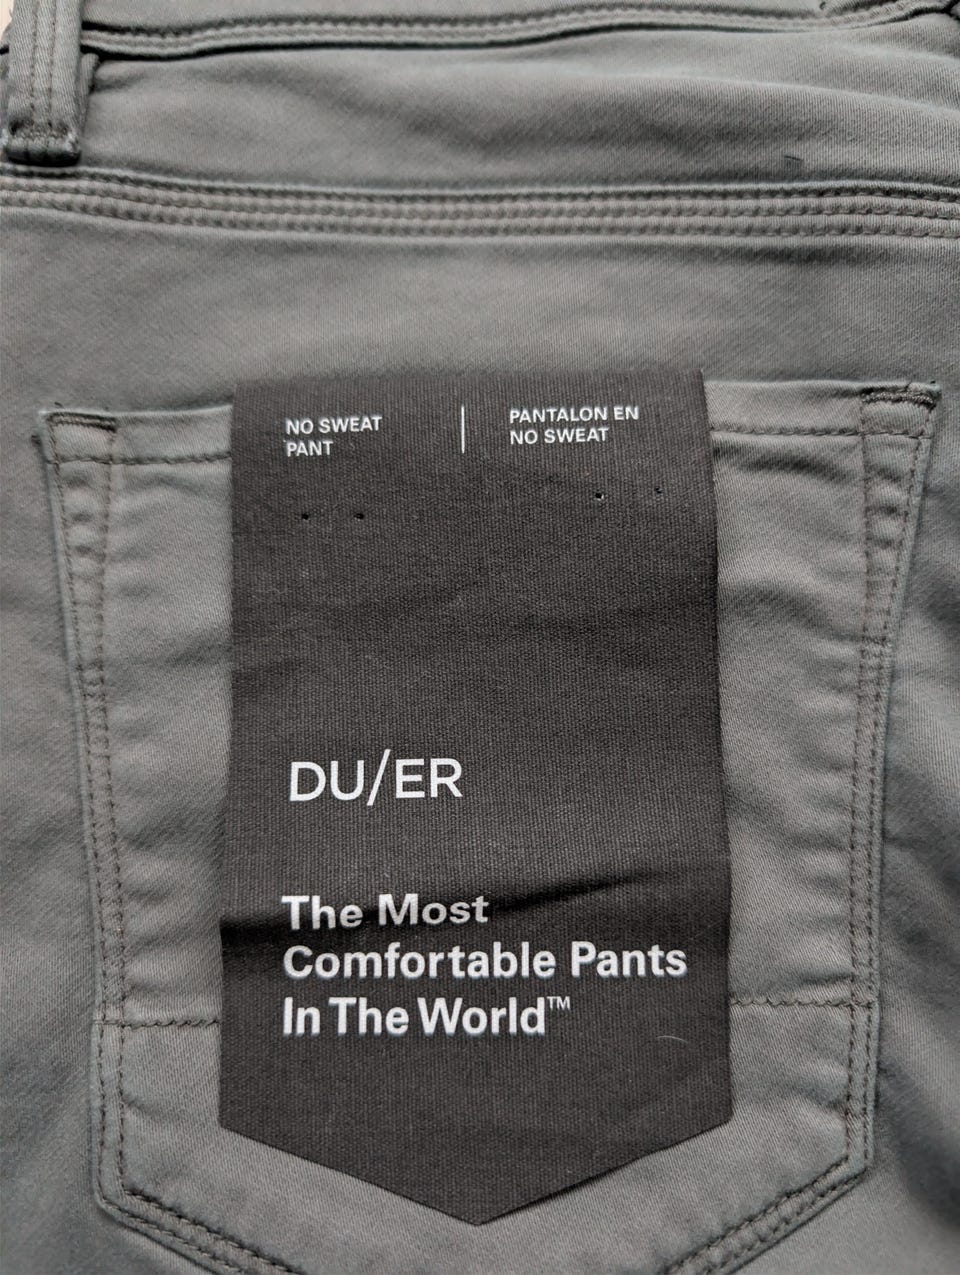 NO SWEAT
PANT
PANTALON EN
NO SWEAT
DU/ER
The Most
Comfortable Pants
In The World™